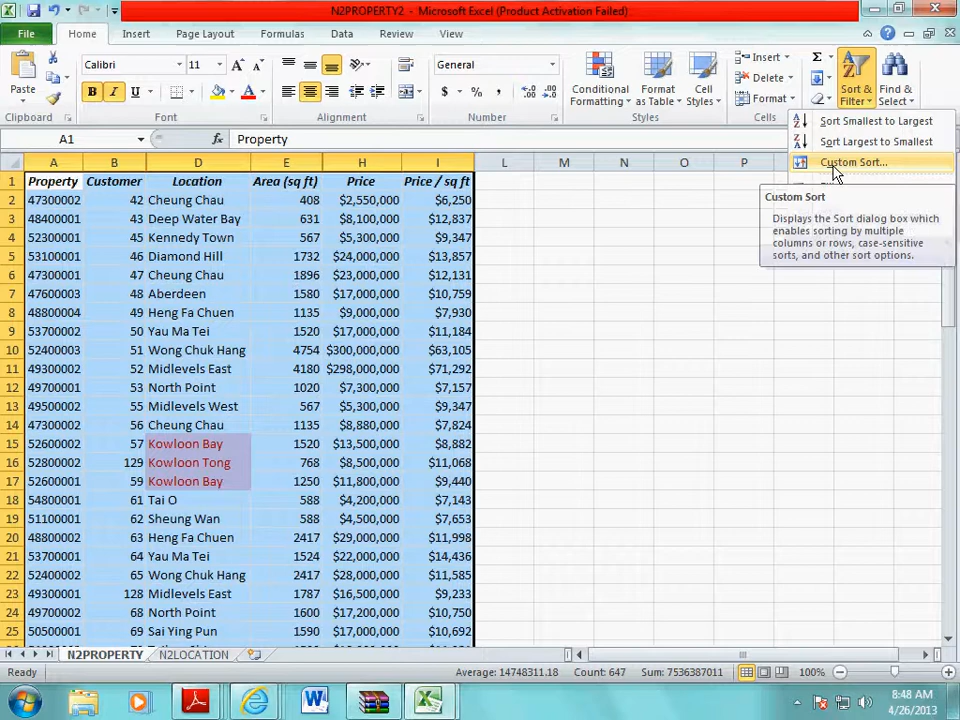 N2PROPERTY2 - Microsoft Excel (Product Activation Failed)
File Home Insert Page Layout Formulas Data Review View
Paste
Calibri 11
B I U
General
$ % ,
Conditional Formatting
Format as Table
Cell Styles
Insert
Delete
Format
Σ
Sort & Filter
Find & Select
Clipboard Font Alignment Number Styles Cells
Sort Smallest to Largest
Sort Largest to Smallest
Custom Sort...
Custom Sort
Displays the Sort dialog box which
enables sorting by multiple
columns or rows, case-sensitive
sorts, and other sort options.
A1 fx Property
A B D E H I L M N O P
1 Property Customer Location Area (sq ft) Price Price / sq ft
2 47300002 42 Cheung Chau 408 $2,550,000 $6,250
3 48400001 43 Deep Water Bay 631 $8,100,000 $12,837
4 52300001 45 Kennedy Town 567 $5,300,000 $9,347
5 53100001 46 Diamond Hill 1732 $24,000,000 $13,857
6 47300001 47 Cheung Chau 1896 $23,000,000 $12,131
7 47600003 48 Aberdeen 1580 $17,000,000 $10,759
8 48800004 49 Heng Fa Chuen 1135 $9,000,000 $7,930
9 53700002 50 Yau Ma Tei 1520 $17,000,000 $11,184
10 52400003 51 Wong Chuk Hang 4754 $300,000,000 $63,105
11 49300002 52 Midlevels East 4180 $298,000,000 $71,292
12 49700001 53 North Point 1020 $7,300,000 $7,157
13 49500002 55 Midlevels West 567 $5,300,000 $9,347
14 47300002 56 Cheung Chau 1135 $8,880,000 $7,824
15 52600002 57 Kowloon Bay 1520 $13,500,000 $8,882
16 52800002 129 Kowloon Tong 768 $8,500,000 $11,068
17 52600001 59 Kowloon Bay 1250 $11,800,000 $9,440
18 54800001 61 Tai O 588 $4,200,000 $7,143
19 51100001 62 Sheung Wan 588 $4,500,000 $7,653
20 48800002 63 Heng Fa Chuen 2417 $29,000,000 $11,998
21 53700001 64 Yau Ma Tei 1524 $22,000,000 $14,436
22 52400001 65 Wong Chuk Hang 2417 $28,000,000 $11,585
23 49300001 128 Midlevels East 1787 $16,500,000 $9,233
24 49700002 68 North Point 1600 $17,200,000 $10,750
25 50500001 69 Sai Ying Pun 1590 $17,000,000 $10,692
N2PROPERTY N2LOCATION
Ready Average: 14748311.18 Count: 647 Sum: 7536387011 100%
8:48 AM
4/26/2013